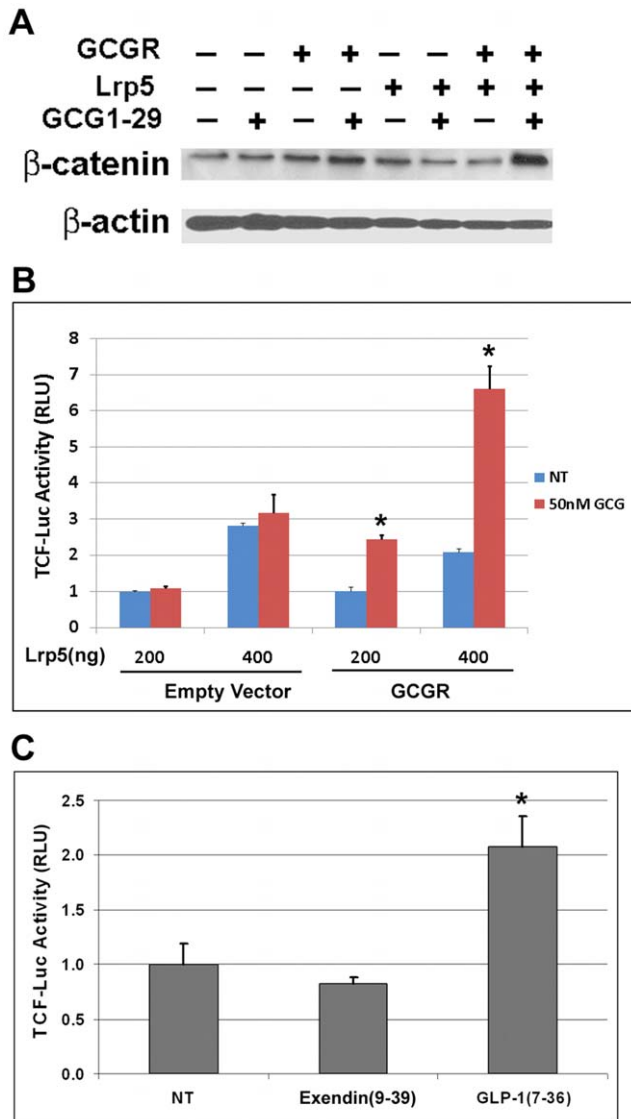 A
GCGR – – + + – – + +
Lrp5 – – – – + + + +
GCG1-29 – + – + – + – +
β-catenin
β-actin
B
TCF-Luc Activity (RLU)
8
7
6
5
4
3
2
1
0
*
*
NT
50nM GCG
Lrp5(ng) 200 400 200 400
Empty Vector GCGR
C
TCF-Luc Activity (RLU)
2.5
2.0
1.5
1.0
0.5
0.0
*
NT Exendin(9-39) GLP-1(7-36)